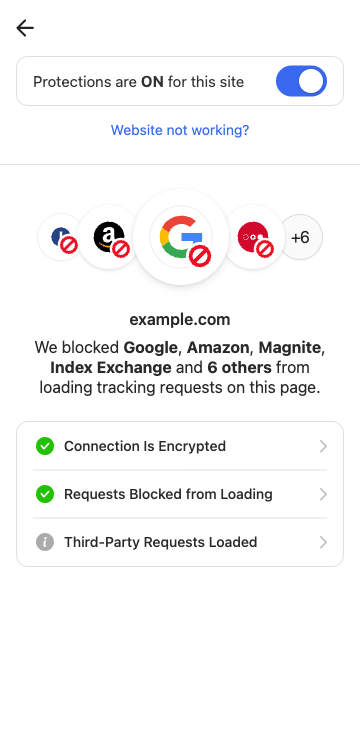 Protections are ON for this site
Website not working?
+6
example.com
We blocked Google, Amazon, Magnite,
Index Exchange and 6 others from
loading tracking requests on this page.
Connection Is Encrypted
Requests Blocked from Loading
Third-Party Requests Loaded